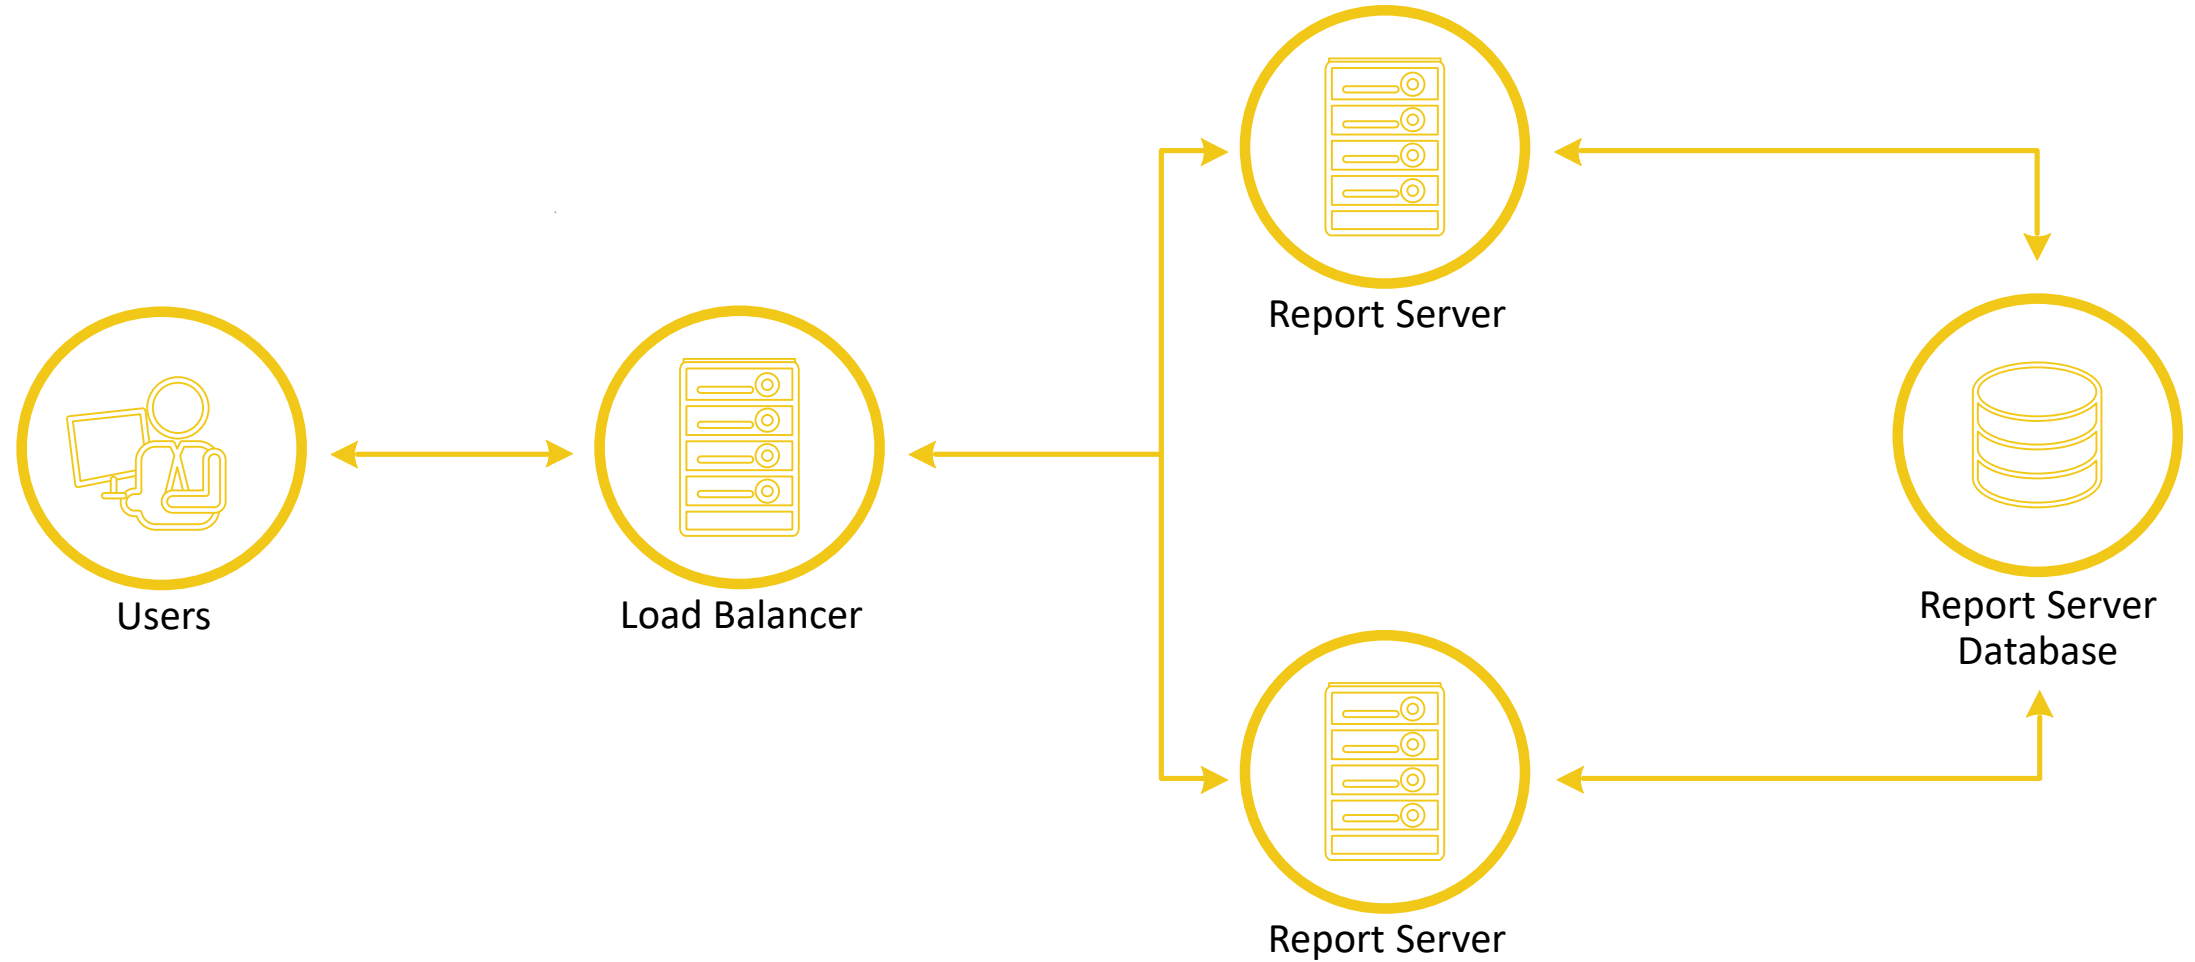 Report Server
Users
Load Balancer
Report Server
Database
Report Server